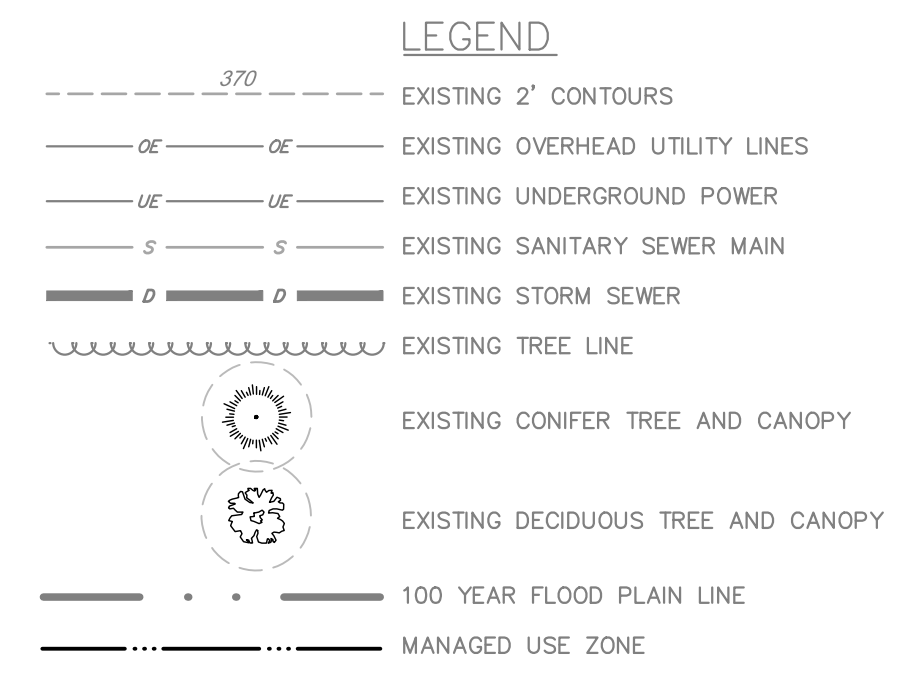 LEGEND
370
EXISTING 2' CONTOURS
OE OE EXISTING OVERHEAD UTILITY LINES
UE UE EXISTING UNDERGROUND POWER
S S EXISTING SANITARY SEWER MAIN
D D EXISTING STORM SEWER
EXISTING TREE LINE
EXISTING CONIFER TREE AND CANOPY
EXISTING DECIDUOUS TREE AND CANOPY
100 YEAR FLOOD PLAIN LINE
MANAGED USE ZONE